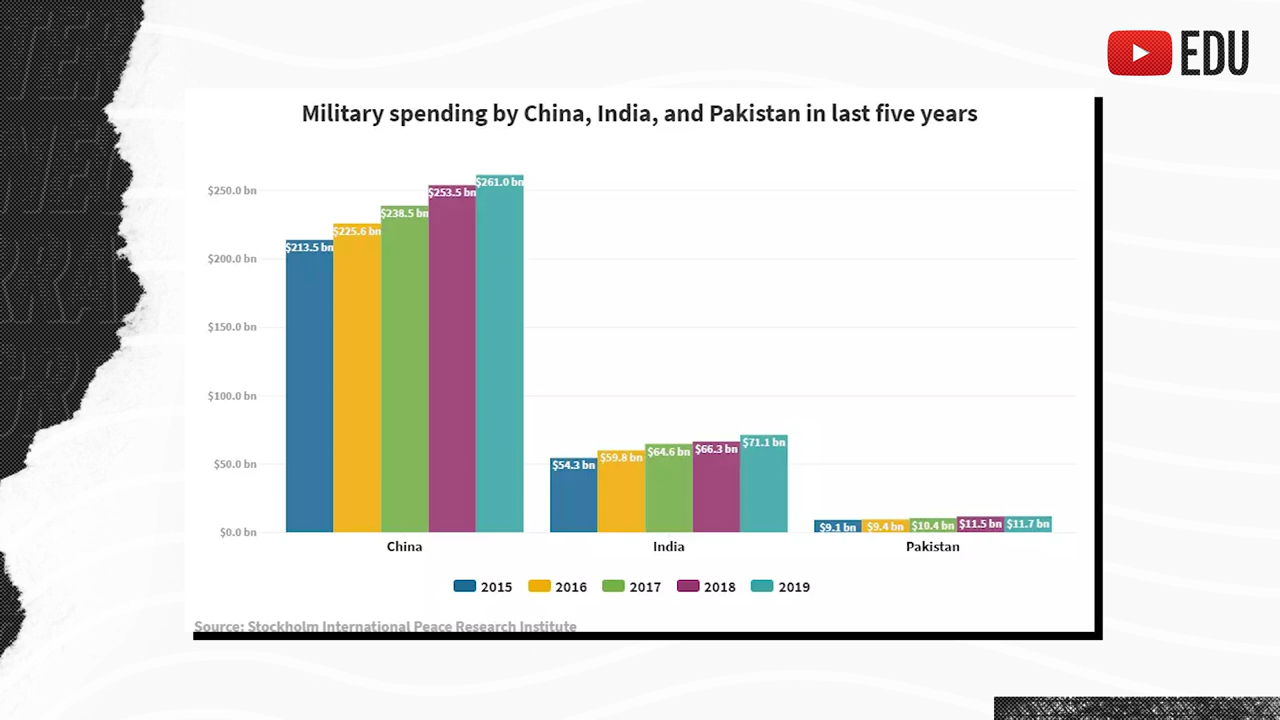 EDU
Military spending by China, India, and Pakistan in last five years
$250.0 bn
$200.0 bn
$150.0 bn
$100.0 bn
$50.0 bn
$0.0 bn
$213.5 bn
$225.6 bn
$238.5 bn
$253.5 bn
$261.0 bn
$54.3 bn
$59.8 bn
$64.6 bn
$66.3 bn
$71.1 bn
$9.1 bn
$9.4 bn
$10.4 bn
$11.5 bn
$11.7 bn
China India Pakistan
2015 2016 2017 2018 2019
Source: Stockholm International Peace Research Institute